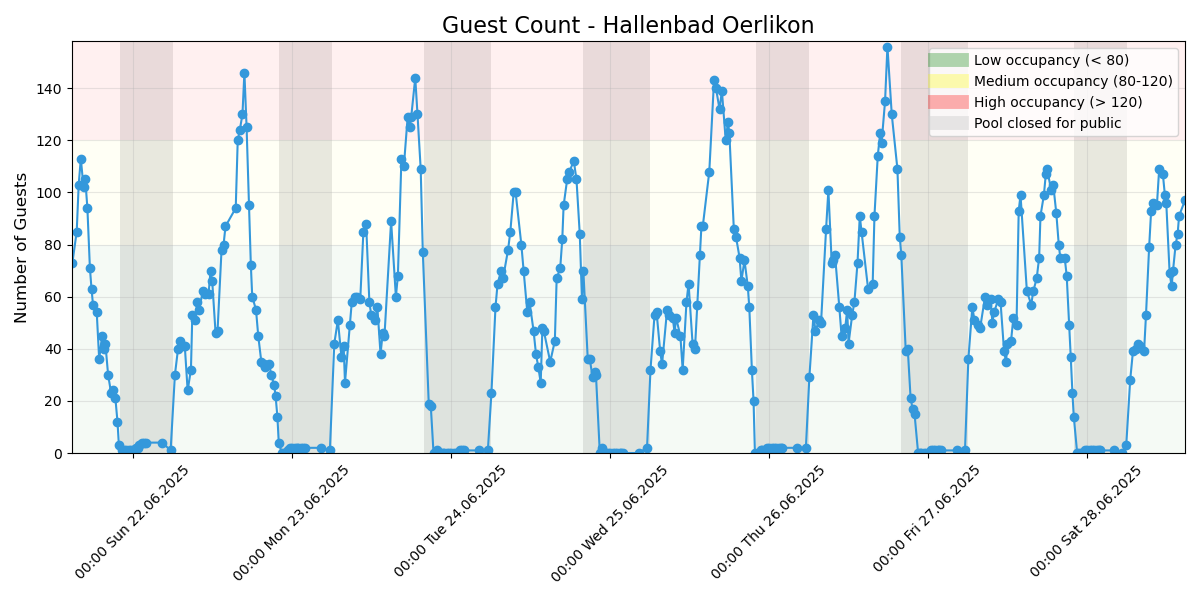 Guest Count - Hallenbad Oerlikon
Number of Guests
140
120
100
80
60
40
20
0
Low occupancy (< 80)
Medium occupancy (80-120)
High occupancy (> 120)
Pool closed for public
00:00 Sun 22.06.2025
00:00 Mon 23.06.2025
00:00 Tue 24.06.2025
00:00 Wed 25.06.2025
00:00 Thu 26.06.2025
00:00 Fri 27.06.2025
00:00 Sat 28.06.2025